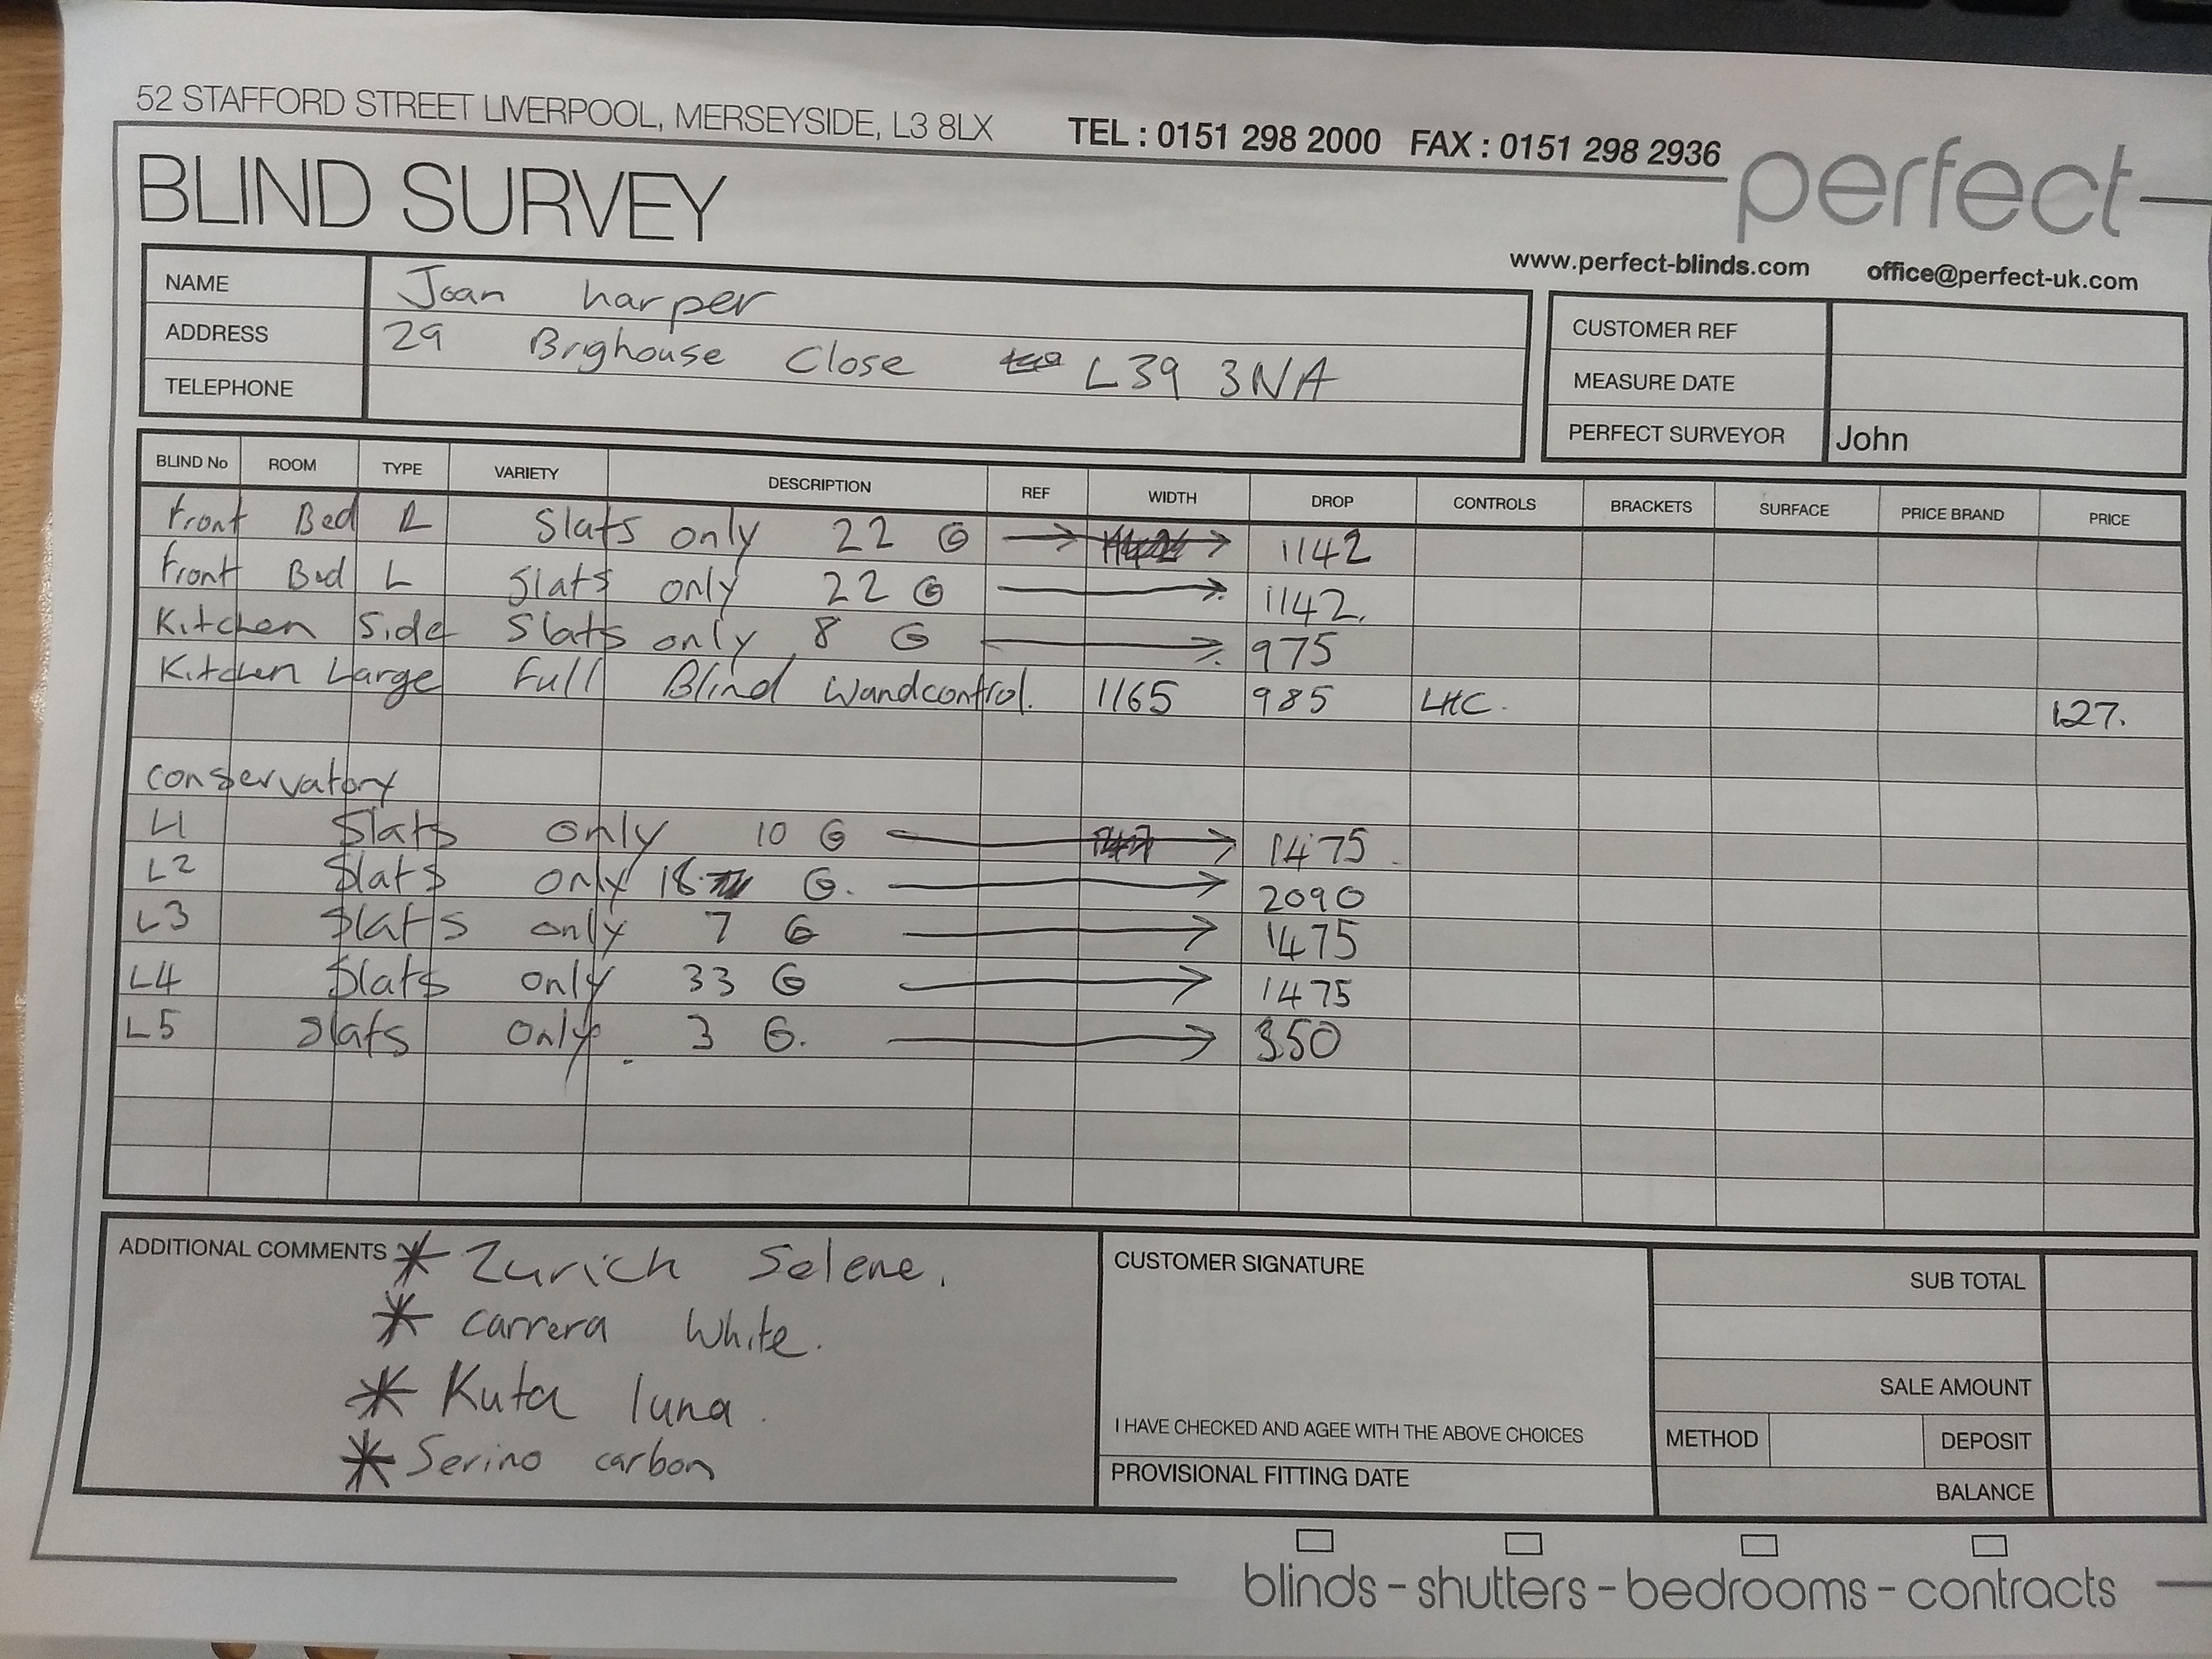 52 STAFFORD STREET LIVERPOOL, MERSEYSIDE, L3 8LX TEL : 0151 298 2000 FAX : 0151 298 2936
perfect
BLIND SURVEY
www.perfect-blinds.com office@perfect-uk.com
NAME Joan harper
ADDRESS 29 Brighouse Close L39 3NA
TELEPHONE
CUSTOMER REF
MEASURE DATE
PERFECT SURVEYOR John
BLIND No ROOM TYPE VARIETY DESCRIPTION REF WIDTH DROP CONTROLS BRACKETS SURFACE PRICE BRAND PRICE
Front Bed R Slats only 22 G 1142
Front Bed L Slats only 22 G 1142.
Kitchen Side Slats only 8 G 975
Kitchen Large Full Blind Wandcontrol. 1165 985 LHC. 127.
conservatory
L1 Slats only 10 G 1475
L2 Slats only 18 G. 2090
L3 Slats only 7 G 1475
L4 Slats only 33 G 1475
L5 Slats only 3 G. 350
ADDITIONAL COMMENTS * Zurich Selene.
* Carrera White.
* Kuta luna.
* Serino carbon
CUSTOMER SIGNATURE
I HAVE CHECKED AND AGEE WITH THE ABOVE CHOICES
PROVISIONAL FITTING DATE
SUB TOTAL
SALE AMOUNT
METHOD DEPOSIT
BALANCE
blinds - shutters - bedrooms - contracts